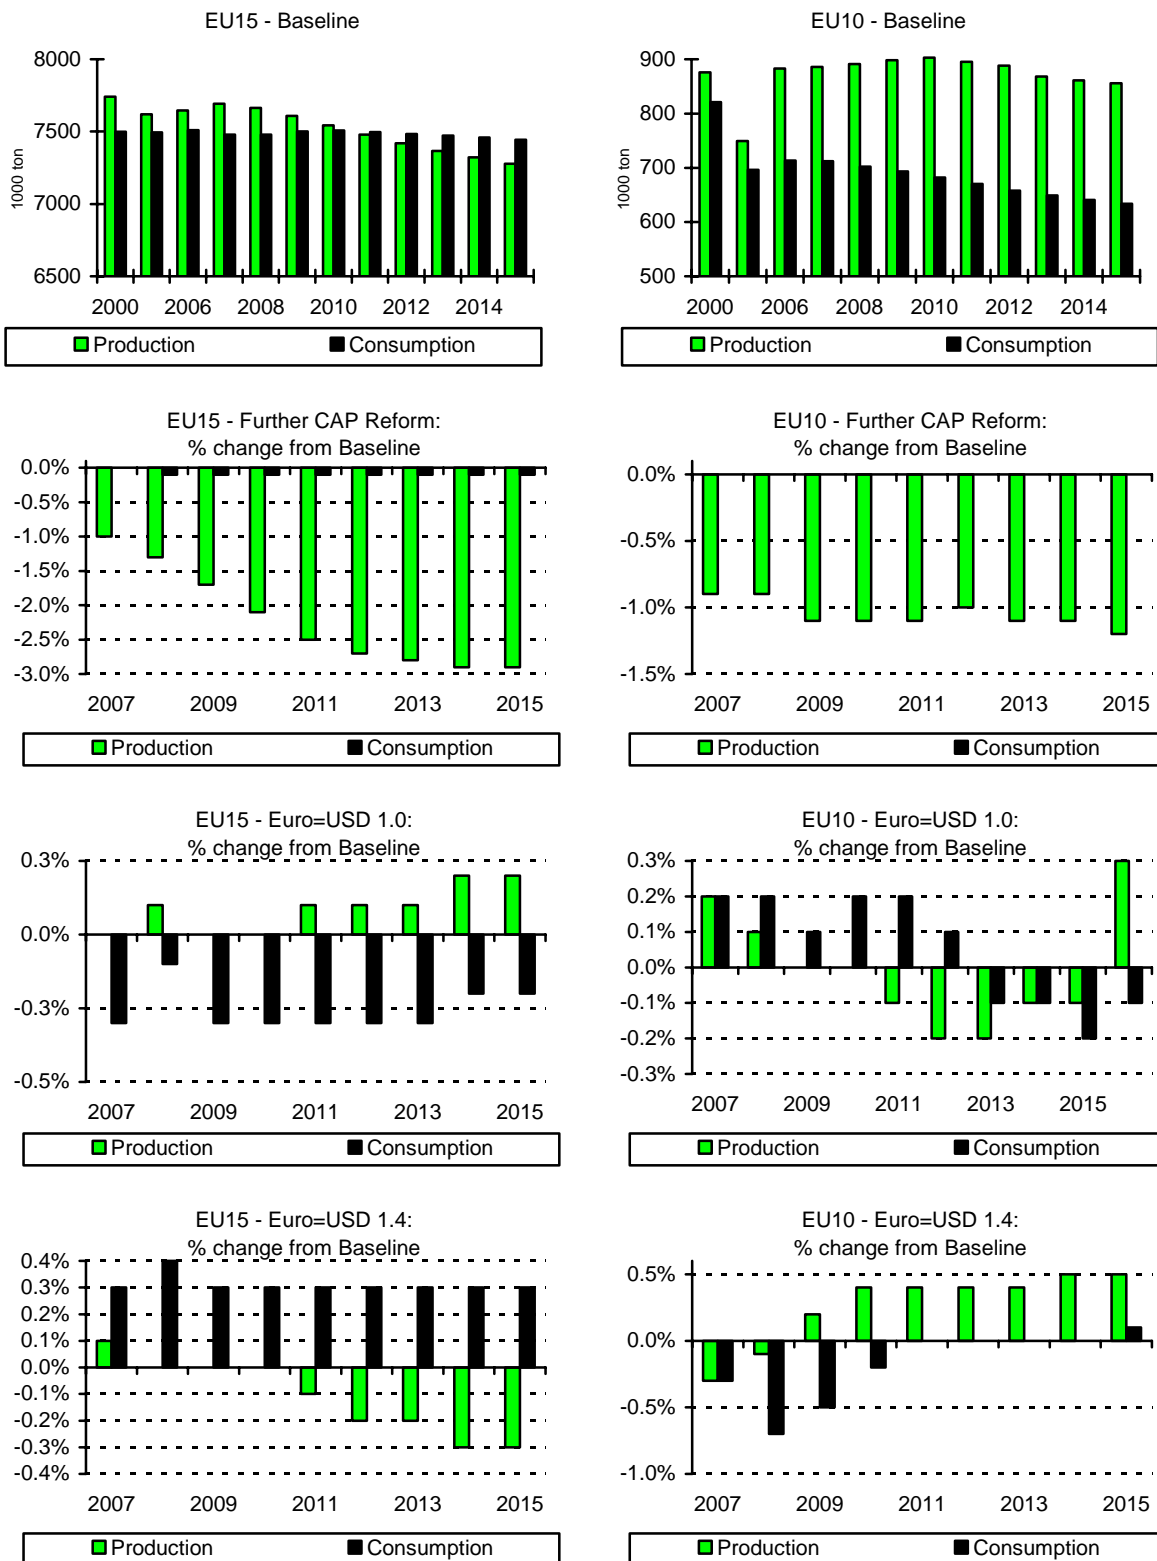 EU15 - Baseline
8000
7500
7000
6500
1000 ton
2000 2006 2008 2010 2012 2014
Production Consumption
EU10 - Baseline
900
800
700
600
500
1000 ton
2000 2006 2008 2010 2012 2014
Production Consumption
EU15 - Further CAP Reform:
% change from Baseline
0.0%
-0.5%
-1.0%
-1.5%
-2.0%
-2.5%
-3.0%
2007 2009 2011 2013 2015
Production Consumption
EU10 - Further CAP Reform:
% change from Baseline
0.0%
-0.5%
-1.0%
-1.5%
2007 2009 2011 2013 2015
Production Consumption
EU15 - Euro=USD 1.0:
% change from Baseline
0.3%
0.0%
-0.3%
-0.5%
2007 2009 2011 2013 2015
Production Consumption
EU10 - Euro=USD 1.0:
% change from Baseline
0.3%
0.2%
0.1%
0.0%
-0.1%
-0.2%
-0.3%
2007 2009 2011 2013 2015
Production Consumption
EU15 - Euro=USD 1.4:
% change from Baseline
0.4%
0.3%
0.2%
0.1%
0.0%
-0.1%
-0.2%
-0.3%
-0.4%
2007 2009 2011 2013 2015
Production Consumption
EU10 - Euro=USD 1.4:
% change from Baseline
0.5%
0.0%
-0.5%
-1.0%
2007 2009 2011 2013 2015
Production Consumption